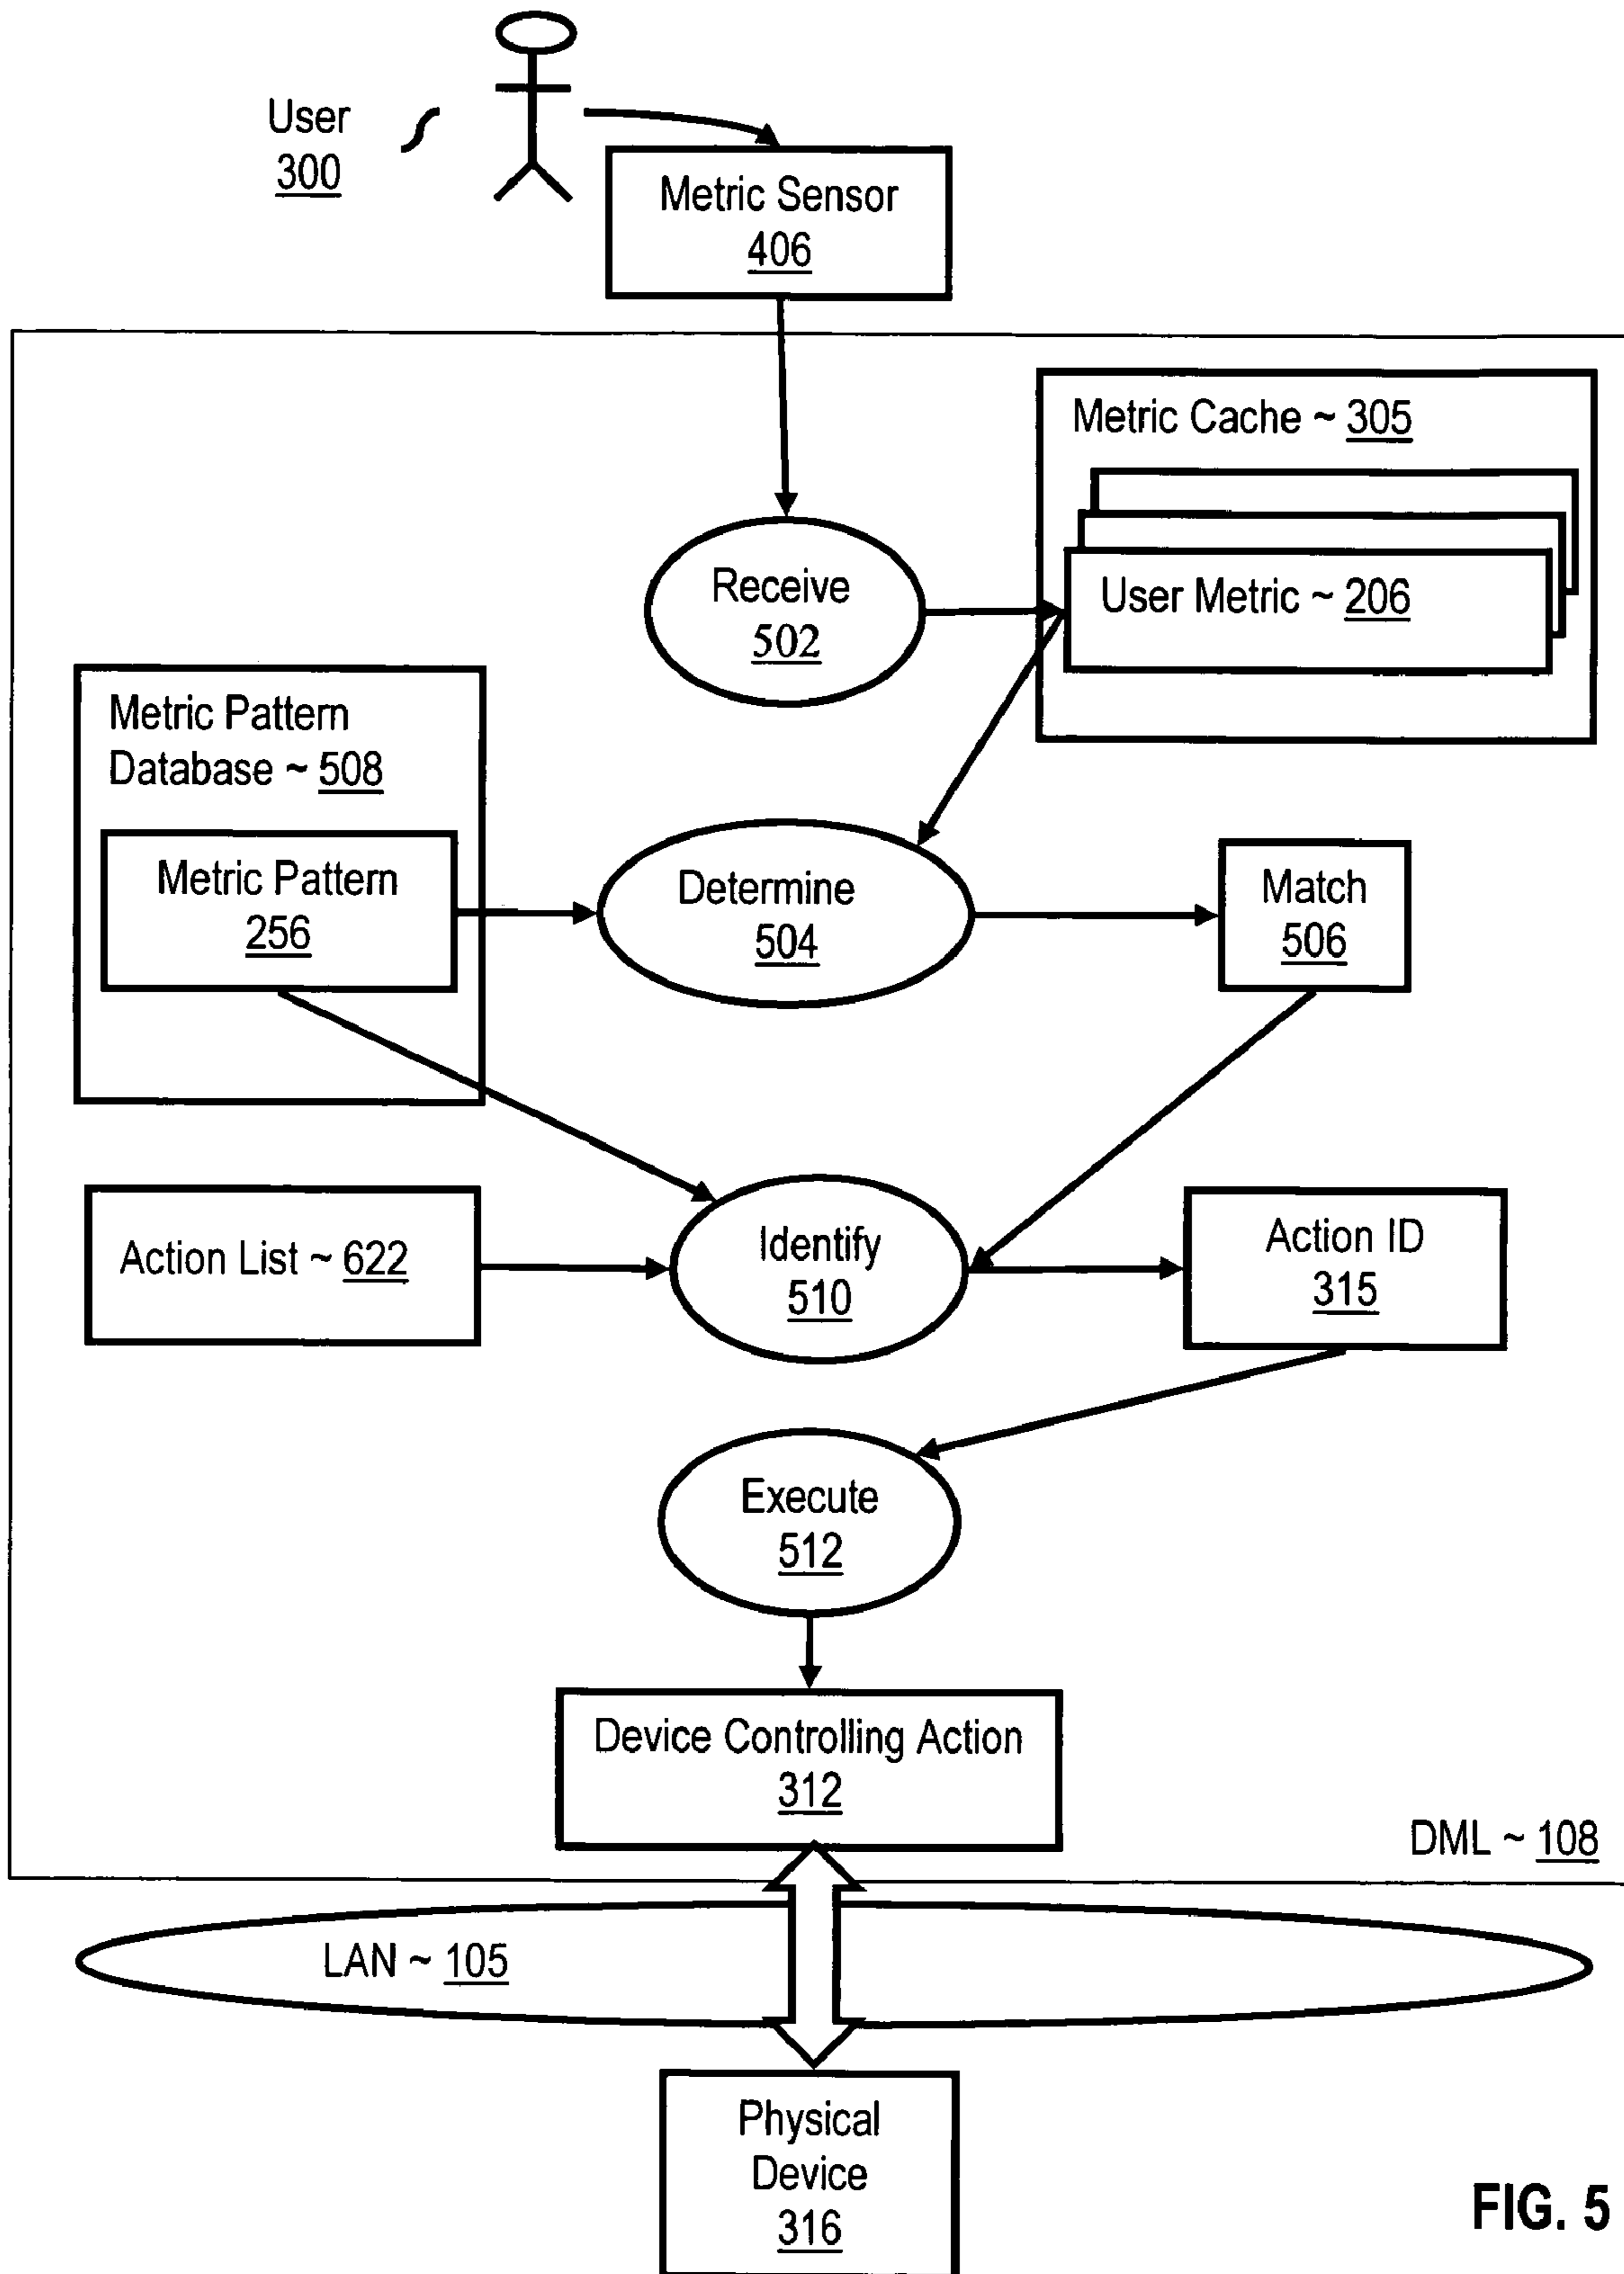 User
300
Metric Sensor
406
Metric Cache ~ 305
Receive
502
User Metric ~ 206
Metric Pattern
Database ~ 508
Metric Pattern
256
Determine
504
Match
506
Action List ~ 622
Identify
510
Action ID
315
Execute
512
Device Controlling Action
312
DML ~ 108
LAN ~ 105
Physical
Device
316
FIG. 5